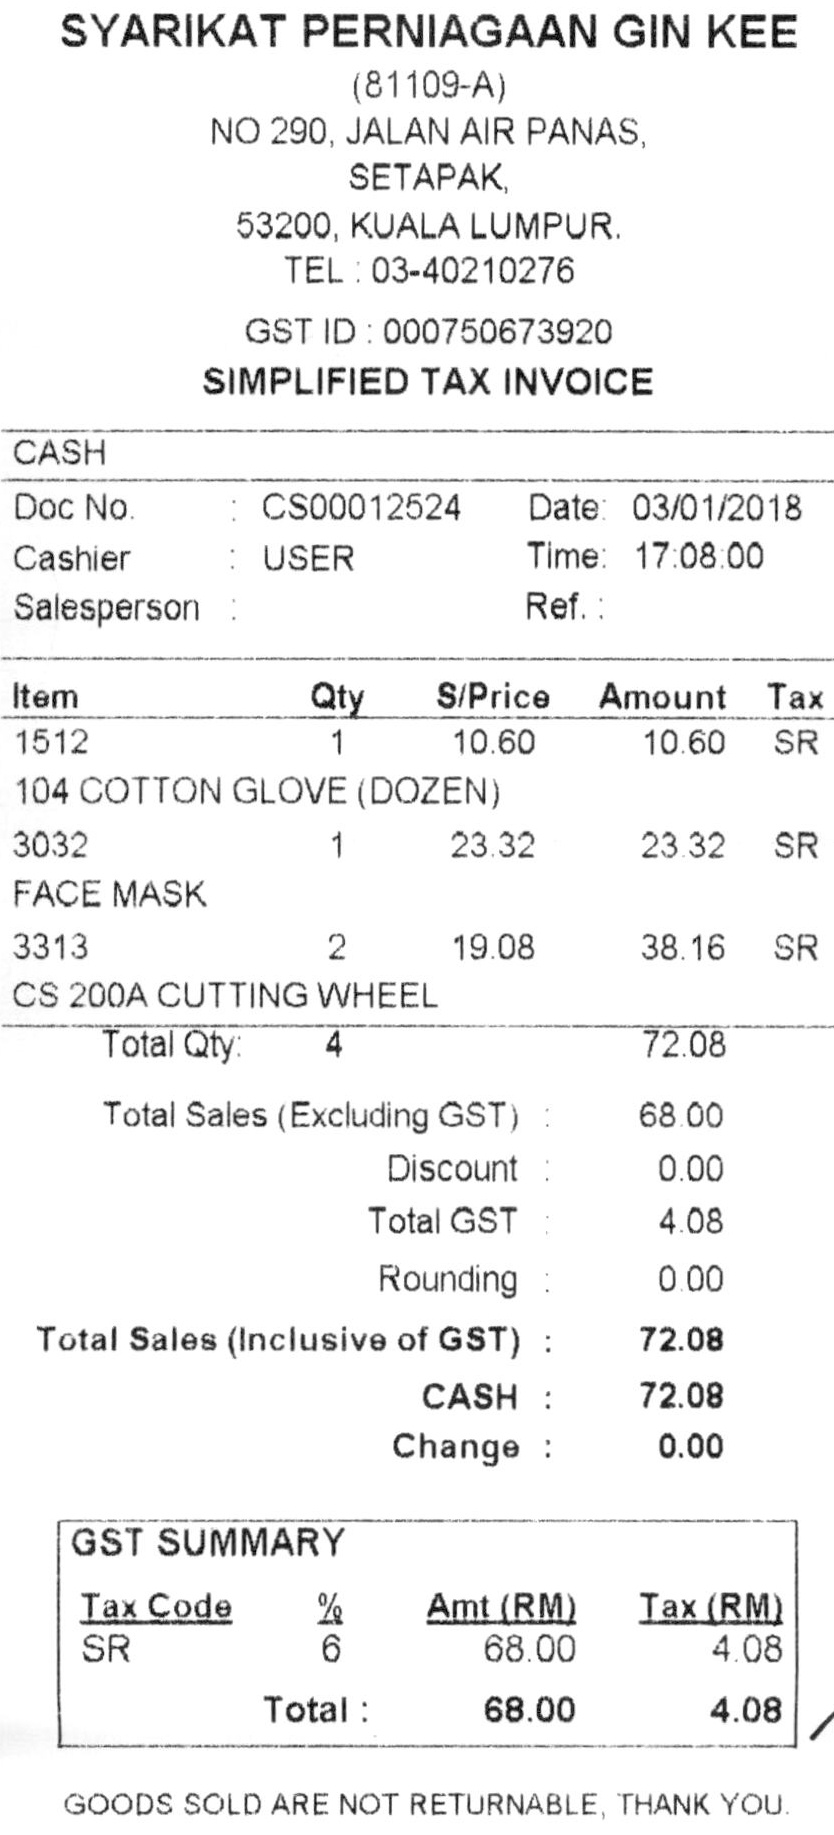 SYARIKAT PERNIAGAAN GIN KEE
(81109-A)
NO 290, JALAN AIR PANAS,
SETAPAK,
53200, KUALA LUMPUR.
TEL : 03-40210276
GST ID : 000750673920
SIMPLIFIED TAX INVOICE
CASH
Doc No. : CS00012524 Date: 03/01/2018
Cashier : USER Time: 17:08:00
Salesperson : Ref. :
Item Qty S/Price Amount Tax
1512 1 10.60 10.60 SR
104 COTTON GLOVE (DOZEN)
3032 1 23.32 23.32 SR
FACE MASK
3313 2 19.08 38.16 SR
CS 200A CUTTING WHEEL
Total Qty: 4 72.08
Total Sales (Excluding GST) : 68.00
Discount : 0.00
Total GST : 4.08
Rounding : 0.00
Total Sales (Inclusive of GST) : 72.08
CASH : 72.08
Change : 0.00
GST SUMMARY
Tax Code % Amt (RM) Tax (RM)
SR 6 68.00 4.08
Total : 68.00 4.08
GOODS SOLD ARE NOT RETURNABLE, THANK YOU.